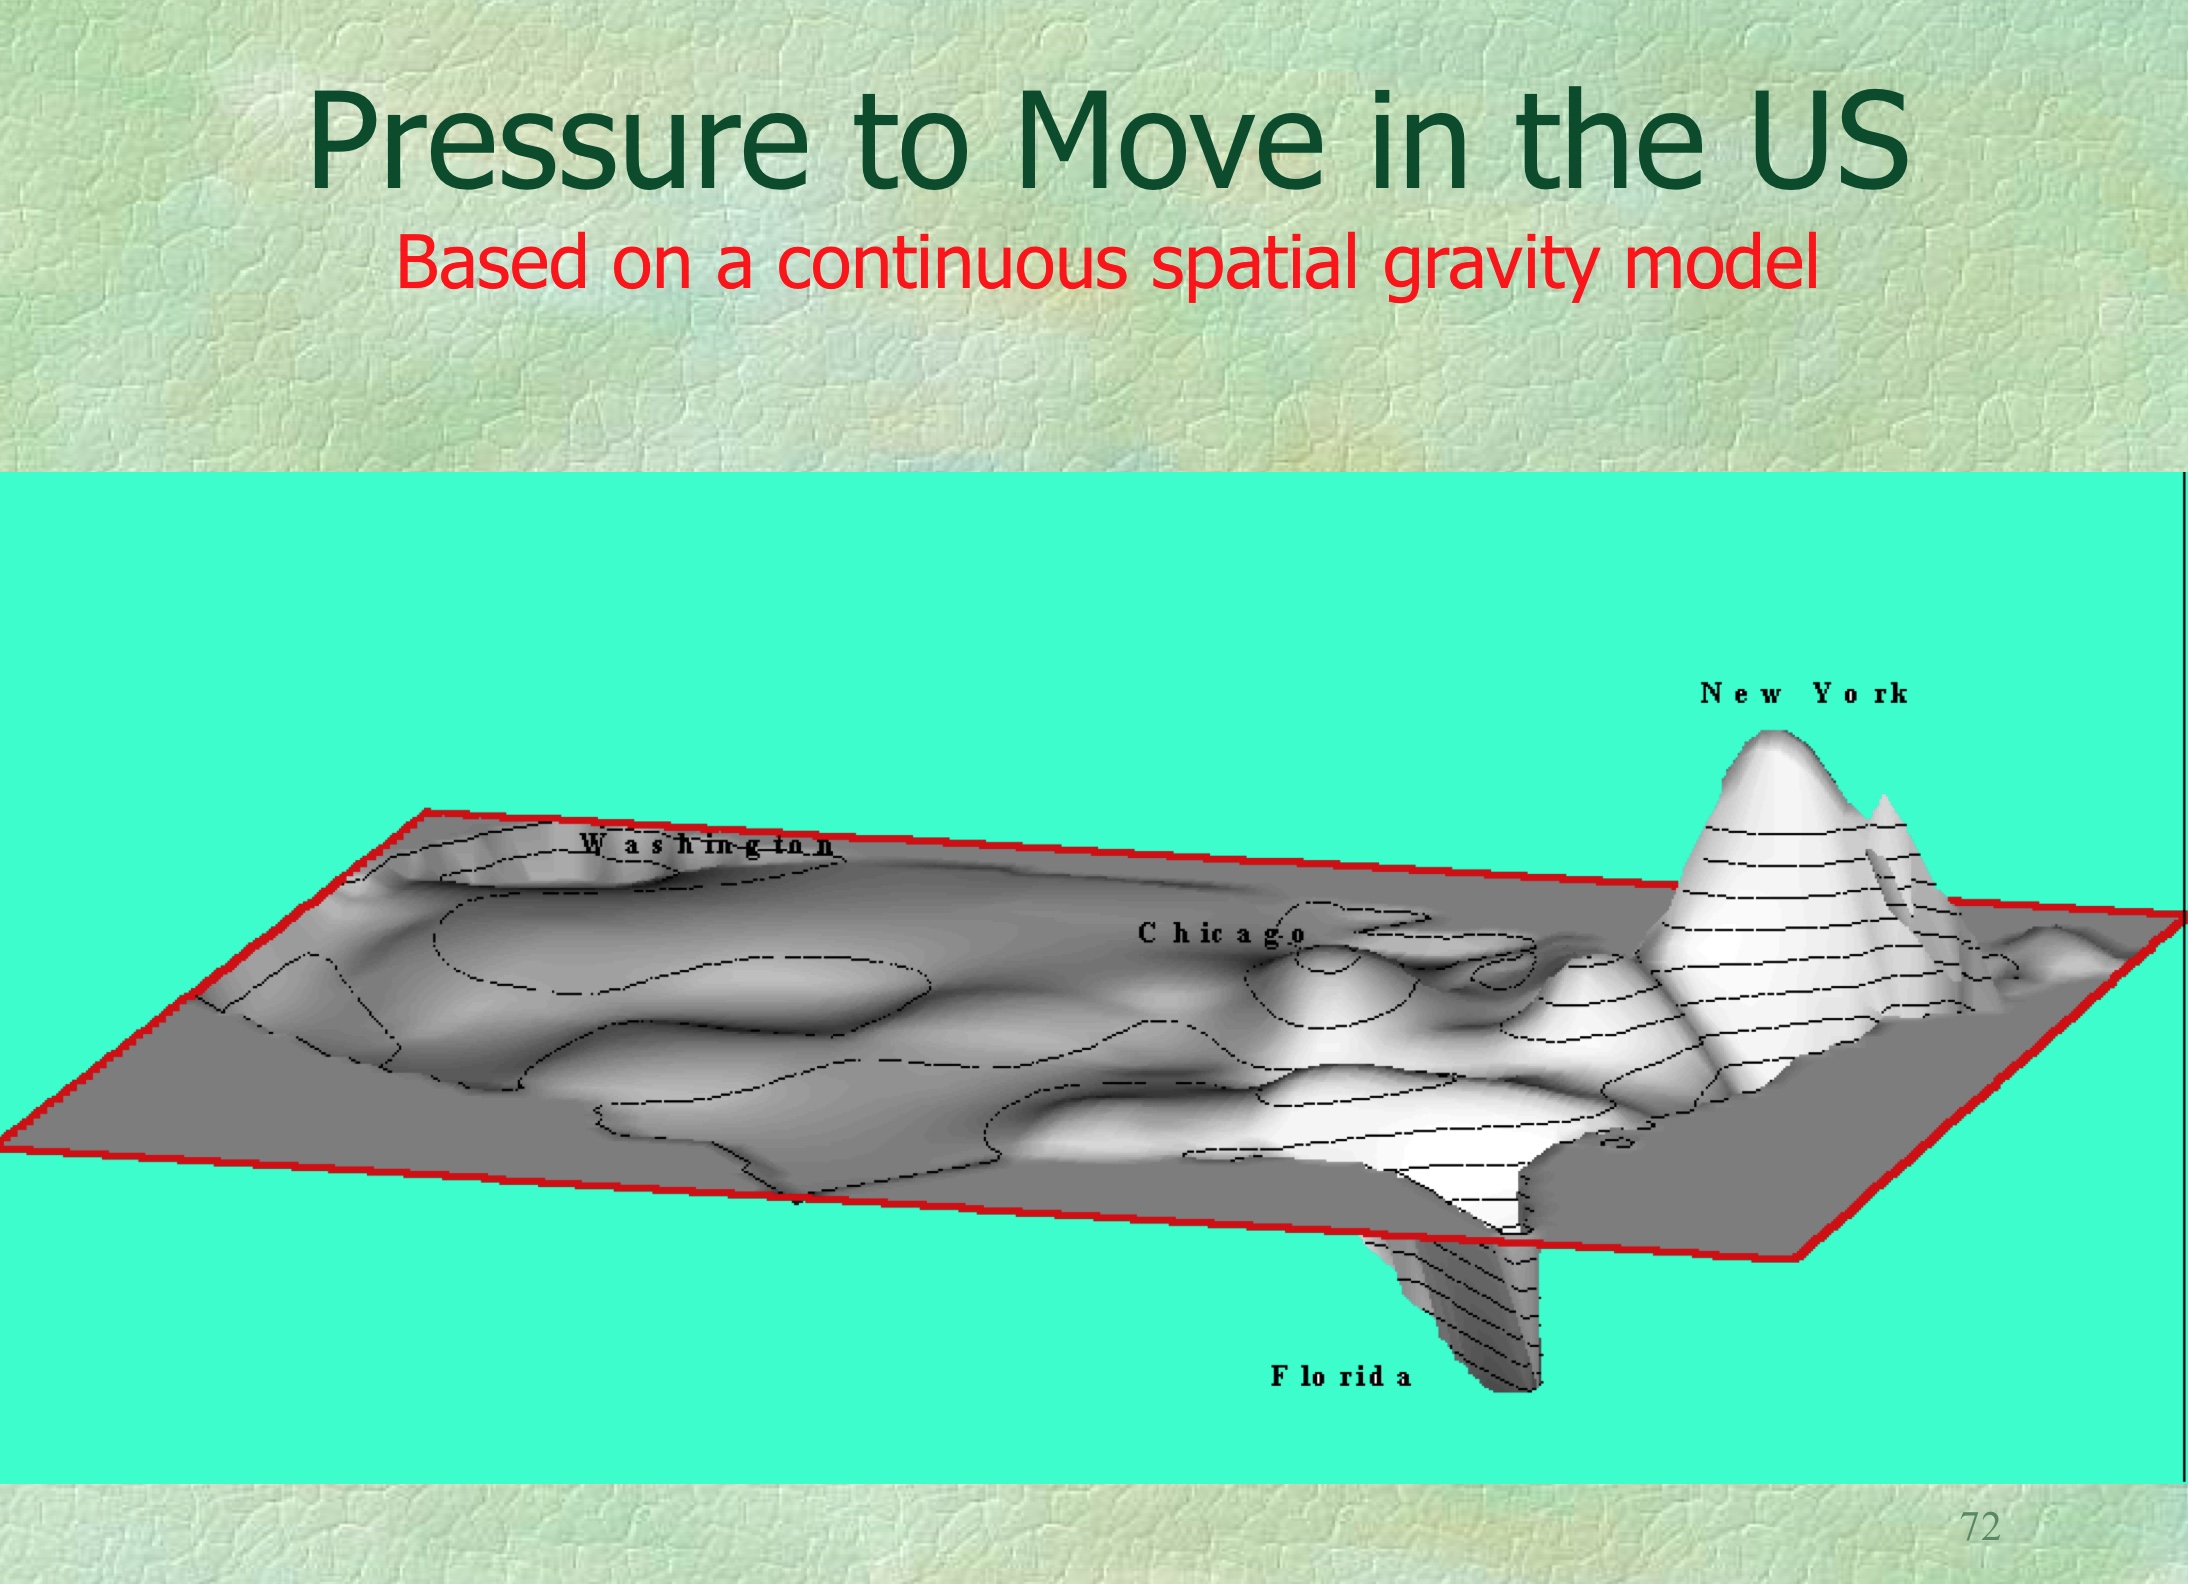 Pressure to Move in the US
Based on a continuous spatial gravity model
New York
Washington
Chicago
Florida
72